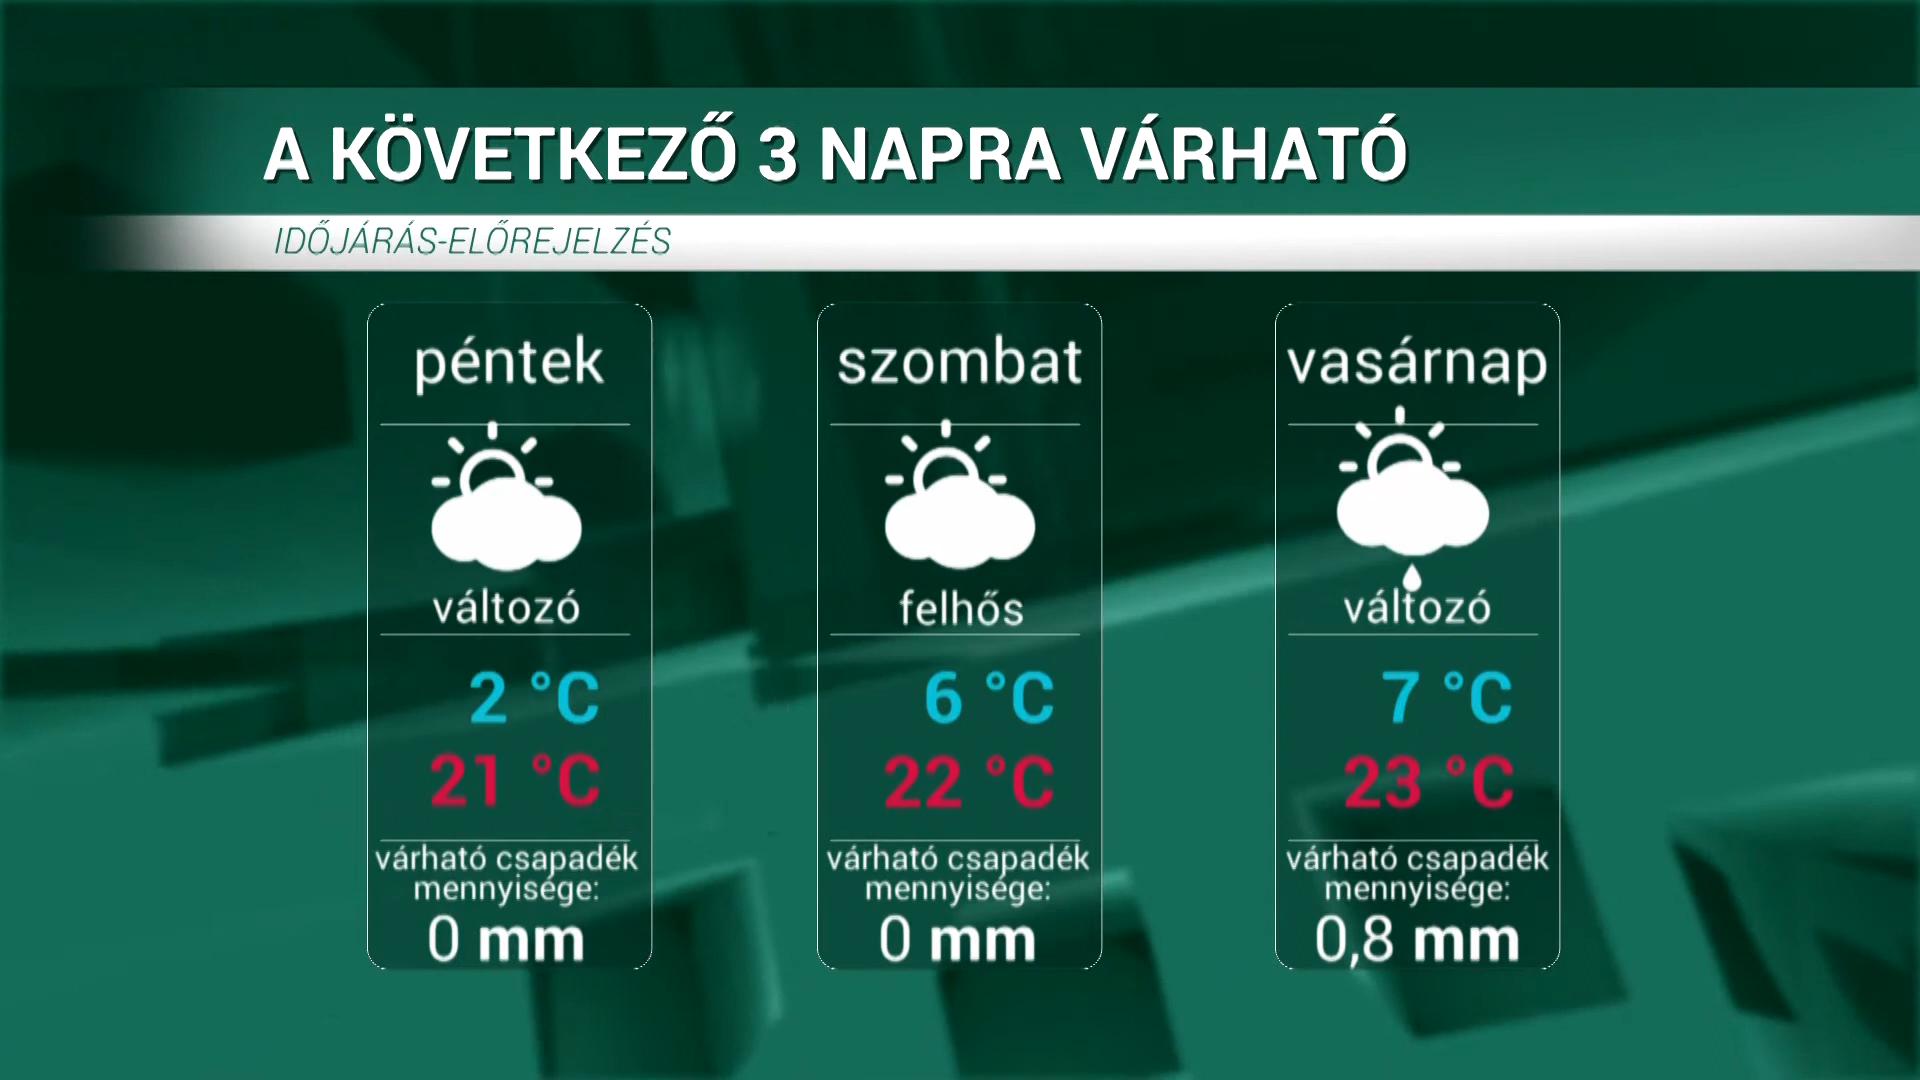 A KÖVETKEZŐ 3 NAPRA VÁRHATÓ
IDŐJÁRÁS-ELŐREJELZÉS
péntek
változó
2 °C
21 °C
várható csapadék
mennyisége:
0 mm
szombat
felhős
6 °C
22 °C
várható csapadék
mennyisége:
0 mm
vasárnap
változó
7 °C
23 °C
várható csapadék
mennyisége:
0,8 mm